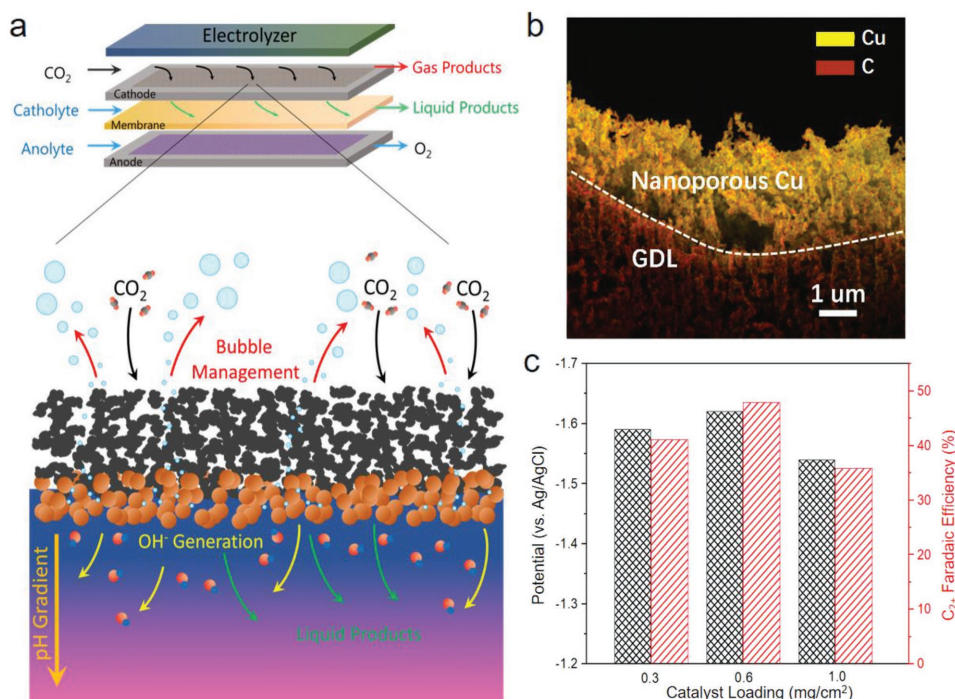 a
Electrolyzer
CO₂
Gas Products
Cathode
Catholyte
Liquid Products
Membrane
Anolyte
O₂
Anode
CO₂
CO₂
CO₂
Bubble
Management
OH⁻ Generation
Liquid Products
pH Gradient
b
Cu
C
Nanoporous Cu
GDL
1 um
c
Potential (vs. Ag/AgCl)
-1.7
-1.6
-1.5
-1.4
-1.3
-1.2
50
40
30
20
10
0
C₂₊ Faradaic Efficiency (%)
0.3
0.6
1.0
Catalyst Loading (mg/cm²)